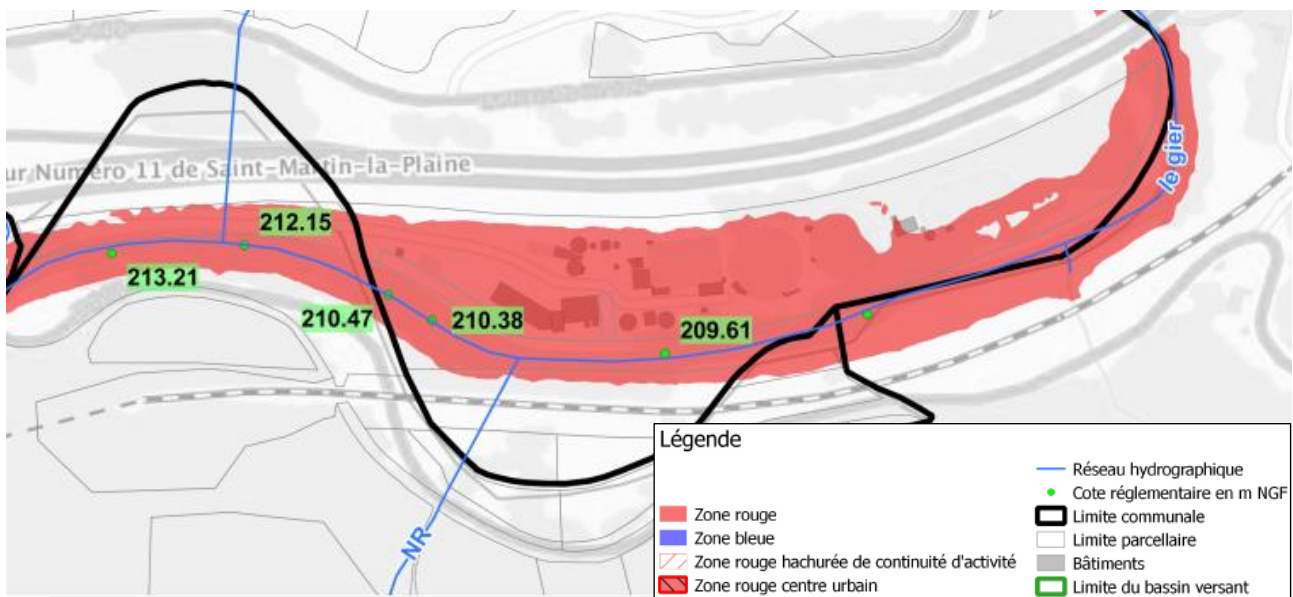 ur Numéro 11 de Saint-Martin-la-Plaine
le gier
212.15
213.21
210.47
210.38
209.61
NR
Légende
Zone rouge
Zone bleue
Zone rouge hachurée de continuité d'activité
Zone rouge centre urbain
Réseau hydrographique
Cote réglementaire en m NGF
Limite communale
Limite parcellaire
Bâtiments
Limite du bassin versant